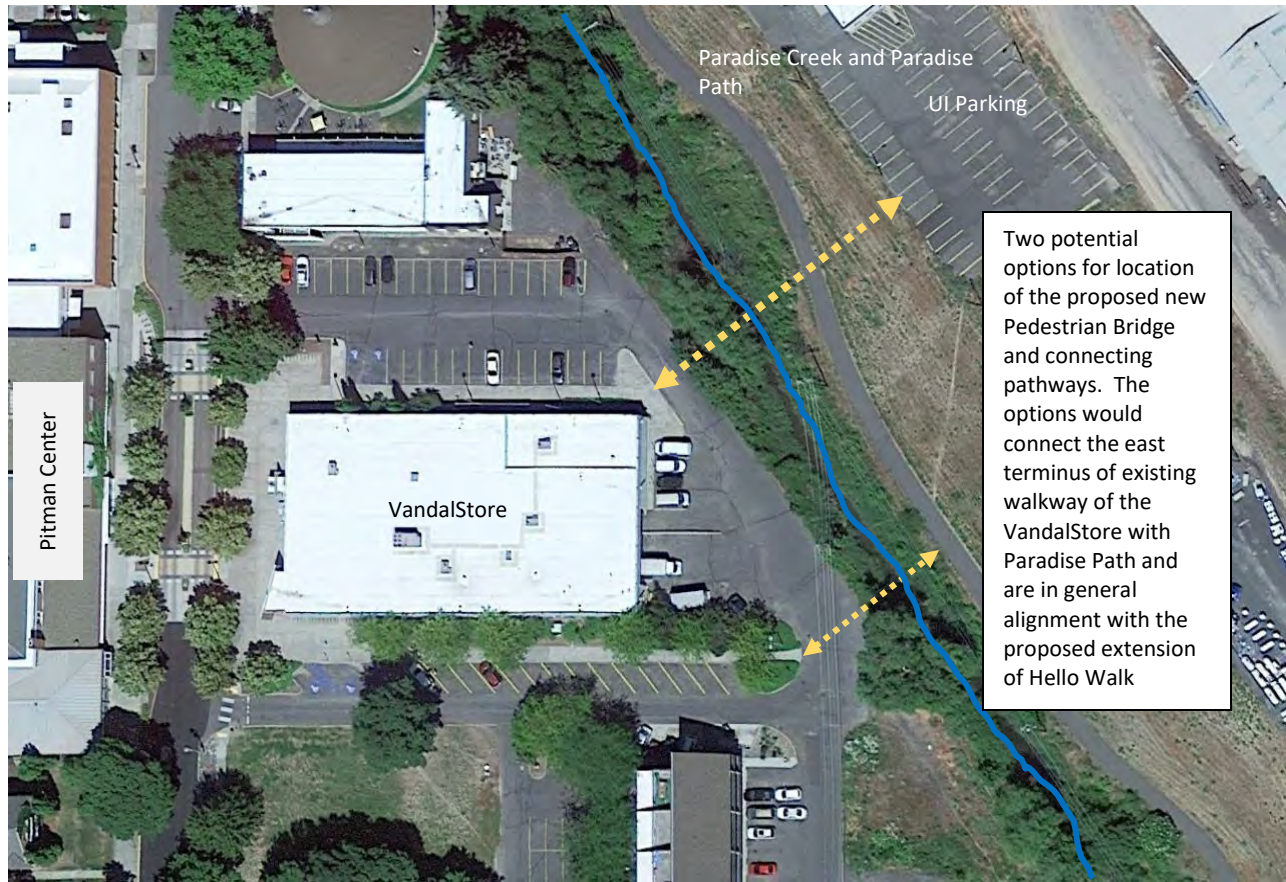 Paradise Creek and Paradise
Path
UI Parking
Two potential
options for location
of the proposed new
Pedestrian Bridge
and connecting
pathways.  The
options would
connect the east
terminus of existing
walkway of the
VandalStore with
Paradise Path and
are in general
alignment with the
proposed extension
of Hello Walk
VandalStore
Pitman Center